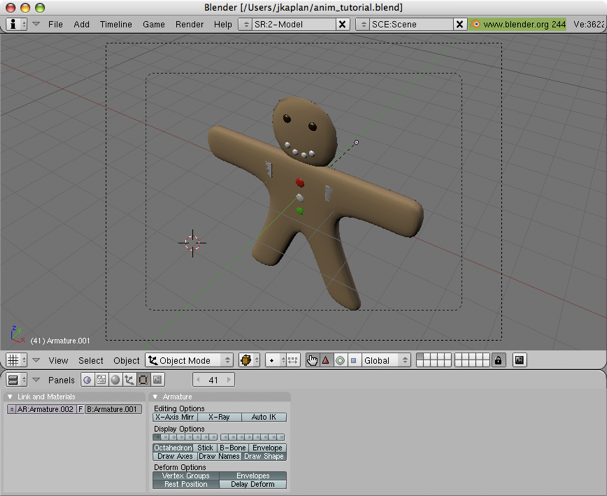 Blender [/Users/jkaplan/anim_tutorial.blend]
File Add Timeline Game Render Help SR:2-Model SCE:Scene www.blender.org 244 Ve:3622
(41) Armature.001
View Select Object Object Mode Global
Panels 41
Link and Materials Armature
AR:Armature.002 F B:Armature.001
Editing Options
X-Axis Mirr X-Ray Auto IK
Display Options
Octahedron Stick B-Bone Envelope
Draw Axes Draw Names Draw Shape
Deform Options
Vertex Groups Envelopes
Rest Position Delay Deform